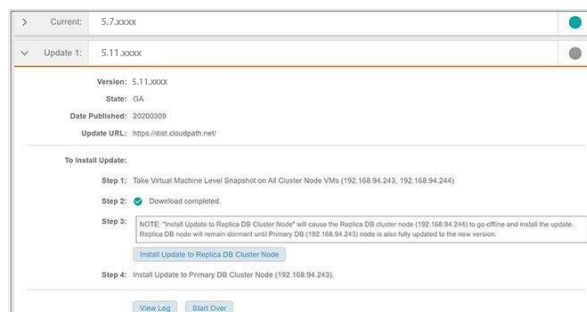 Current: 5.7.xxxx
Update 1: 5.11.xxxx
Version: 5.11.xxxx
State: GA
Date Published: 20200309
Update URL: https://dist.cloudpath.net/
To Install Update:
Step 1: Take Virtual Machine Level Snapshot on All Cluster Node VMs (192.168.94.243, 192.168.94.244)
Step 2: Download completed.
Step 3: NOTE: "Install Update to Replica DB Cluster Node" will cause the Replica DB cluster node (192.168.94.244) to go offline and install the update.
Replica DB node will remain dormant until Primary DB (192.168.94.243) node is also fully updated to the new version.
Install Update to Replica DB Cluster Node
Step 4: Install Update to Primary DB Cluster Node (192.168.94.243).
View Log Start Over